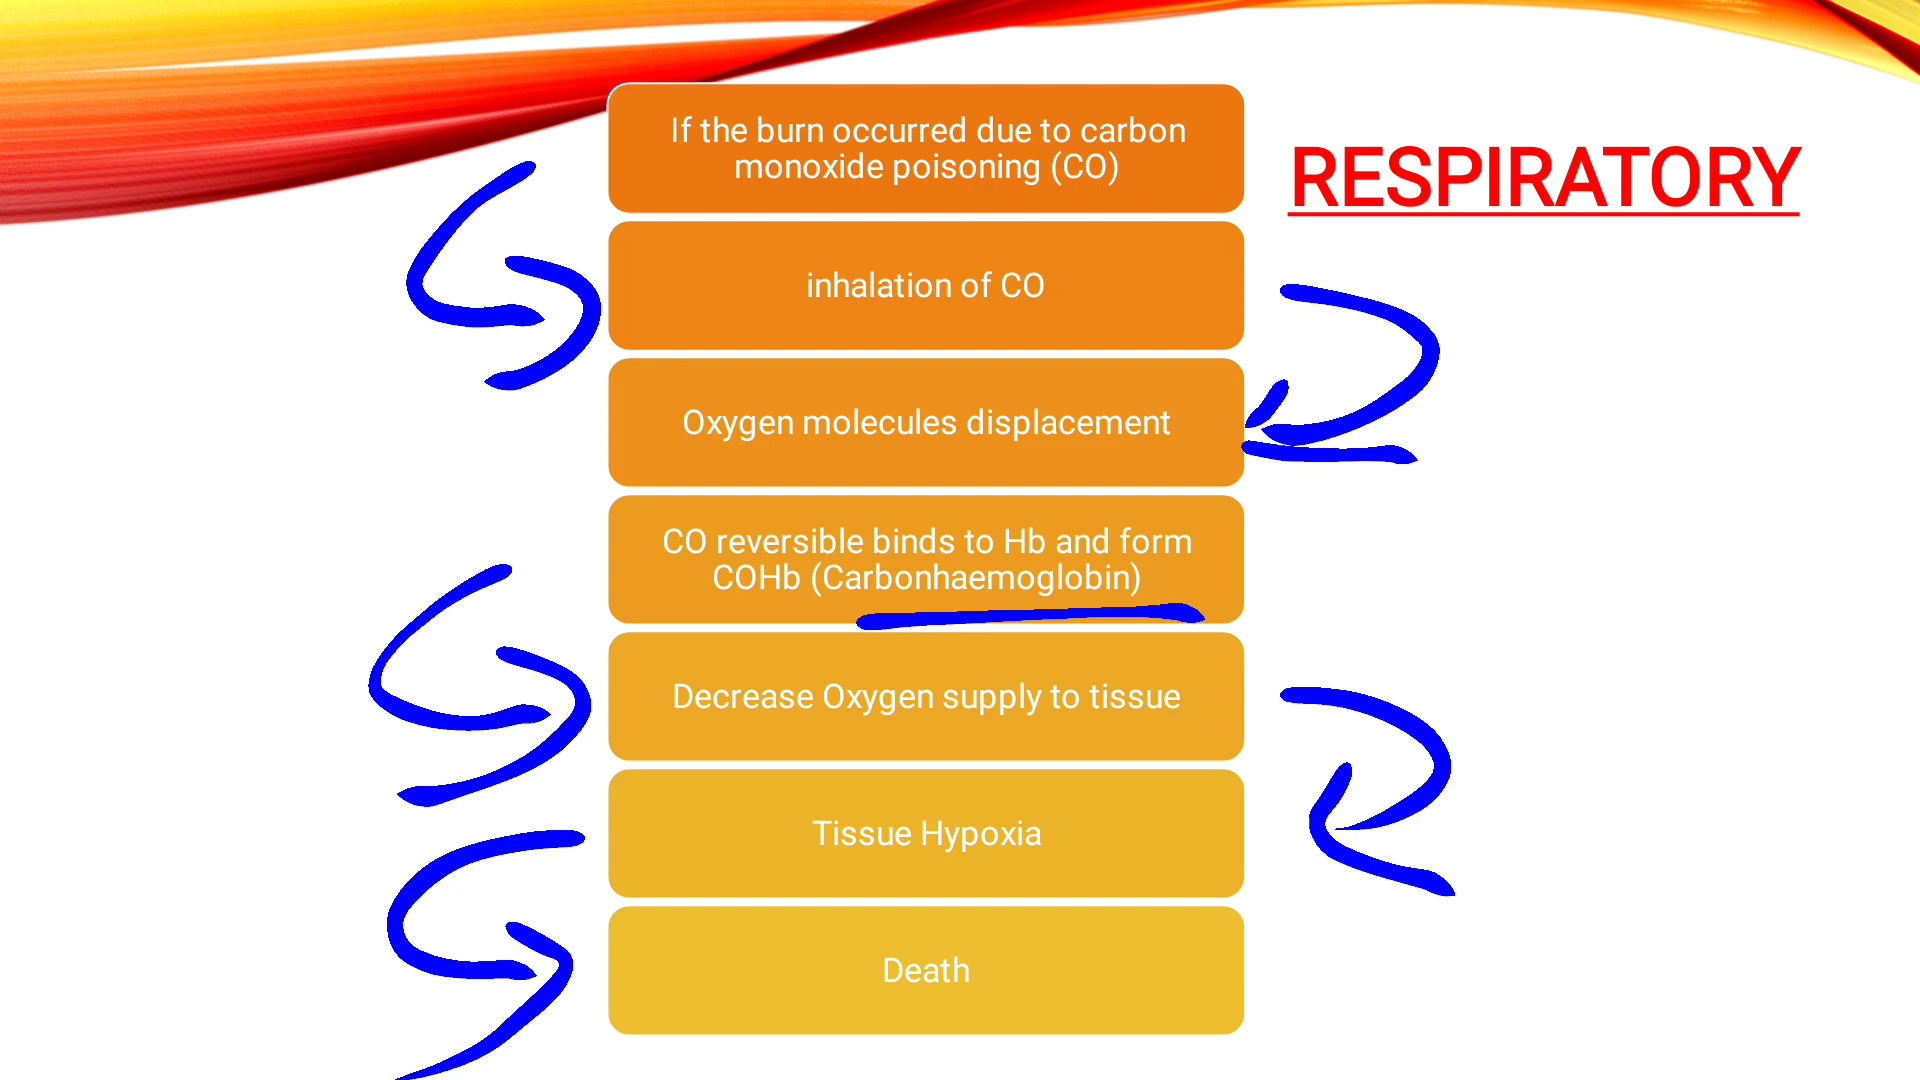 RESPIRATORY
If the burn occurred due to carbon
monoxide poisoning (CO)
inhalation of CO
Oxygen molecules displacement
CO reversible binds to Hb and form
COHb (Carbonhaemoglobin)
Decrease Oxygen supply to tissue
Tissue Hypoxia
Death